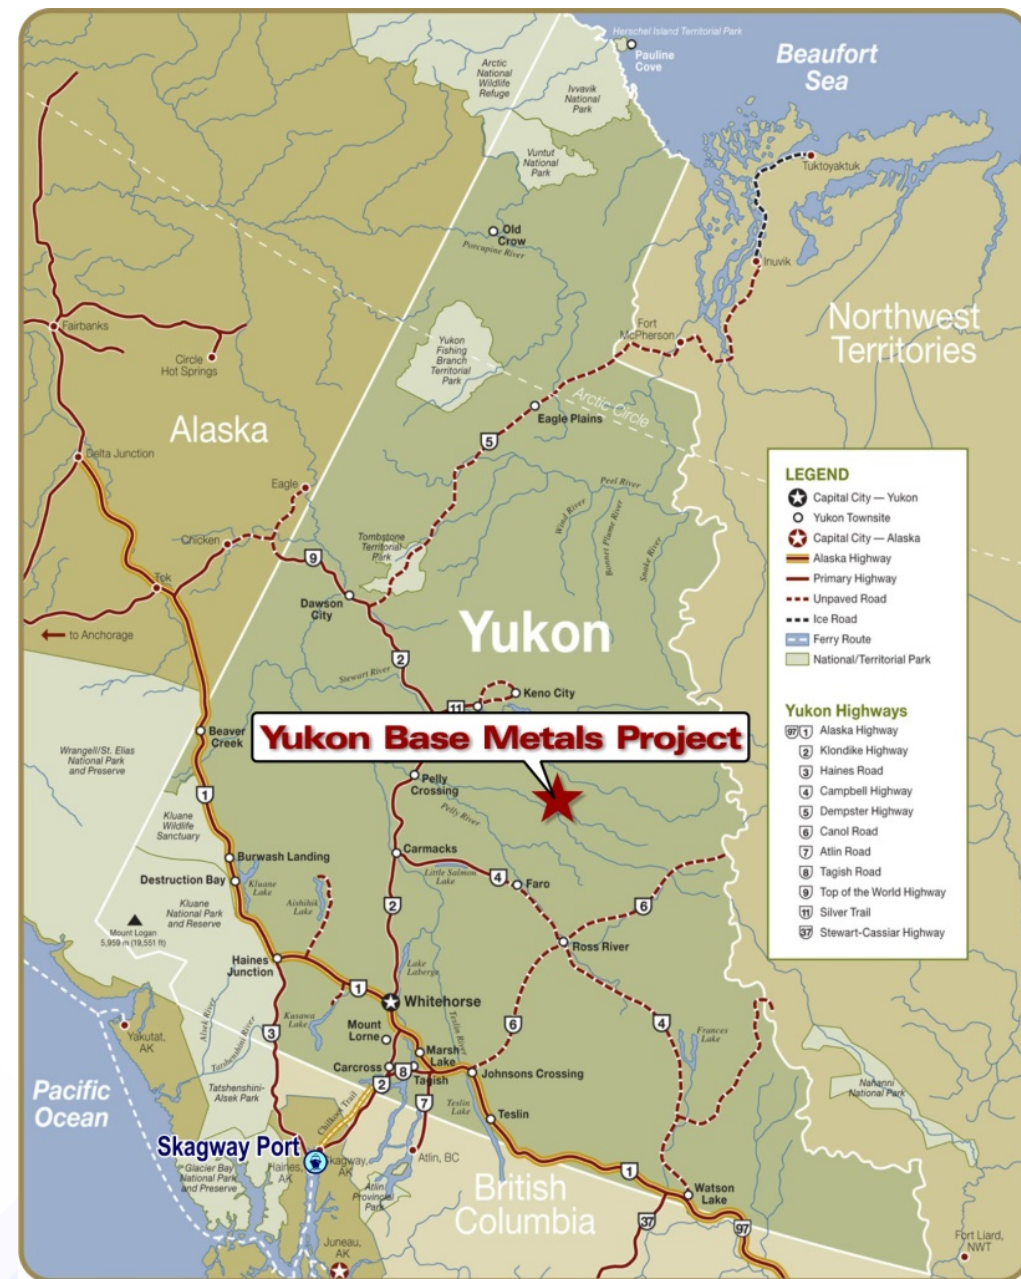 Herschel Island Territorial Park
Pauline
Cove
Beaufort
Sea
Arctic
National
Wildlife
Refuge
Ivvavik
National
Park
Vuntut
National
Park
Tuktoyaktuk
Old
Crow
Porcupine River
Inuvik
Northwest
Territories
Fort
McPherson
Fairbanks
Circle
Hot Springs
Yukon
Fishing
Branch
Territorial
Park
Arctic Circle
Eagle Plains
5
Alaska
Delta Junction
Eagle
Peel River
Wind River
Bonnet Plume River
Snake River
Chicken
Tombstone
Territorial
Park
9
Tok
Dawson
City
Yukon
to Anchorage
2
Stewart River
Keno City
11
Beaver
Creek
Yukon Base Metals Project
Wrangell/St. Elias
National Park
and Preserve
Pelly
Crossing
Pelly River
1
Kluane
Wildlife
Sanctuary
Carmacks
Burwash Landing
Little Salmon
Lake
4
Faro
Destruction Bay
Kluane
Lake
Aishihik
Lake
2
6
Kluane
National Park
and Reserve
Mount Logan
5,959 m (19,551 ft)
Ross River
Haines
Junction
Lake
Laberge
1
Whitehorse
Alsek River
Tatshenshini River
Kusawa
Lake
Mount
Lorne
Teslin River
6
4
Frances
Lake
3
Yakutat,
AK
Marsh
Lake
Carcross
8
Tagish
Johnsons Crossing
2
Tatshenshini-
Alsek Park
Chilkoot Trail
7
Teslin
Lake
Teslin
Nahanni
National Park
Pacific
Ocean
Skagway Port
Glacier Bay
National Park
and Preserve
Haines,
AK
Skagway,
AK
Atlin, BC
Atlin
Provincial
Park
British
Columbia
1
Watson
Lake
37
97
Juneau,
AK
Fort Liard,
NWT
LEGEND
Capital City — Yukon
Yukon Townsite
Capital City — Alaska
Alaska Highway
Primary Highway
Unpaved Road
Ice Road
Ferry Route
National/Territorial Park
Yukon Highways
97 1 Alaska Highway
2 Klondike Highway
3 Haines Road
4 Campbell Highway
5 Dempster Highway
6 Canol Road
7 Atlin Road
8 Tagish Road
9 Top of the World Highway
11 Silver Trail
37 Stewart-Cassiar Highway